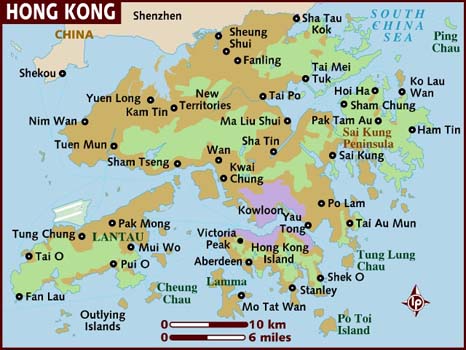 HONG KONG
CHINA
Shenzhen
Sha Tau
Kok
SOUTH
CHINA
SEA
Ping
Chau
Sheung
Shui
Fanling
Shekou
Tai Mei
Tuk
Hoi Ha
Ko Lau
Wan
Yuen Long
Kam Tin
New
Territories
Tai Po
Sham Chung
Nim Wan
Ma Liu Shui
Pak Tam Au
Ham Tin
Sai Kung
Peninsula
Tuen Mun
Sha Tin
Sai Kung
Sham Tseng
Wan
Kwai
Chung
Kowloon
Yau
Tong
Po Lam
Tai Au Mun
Pak Mong
Tung Chung
LANTAU
Mui Wo
Victoria
Peak
Hong Kong
Island
Tung Lung
Chau
Tai O
Pui O
Aberdeen
Shek O
Cheung
Chau
Lamma
Stanley
Fan Lau
Mo Tat Wan
Po Toi
Island
Outlying
Islands
LP
0 10 km
0 6 miles